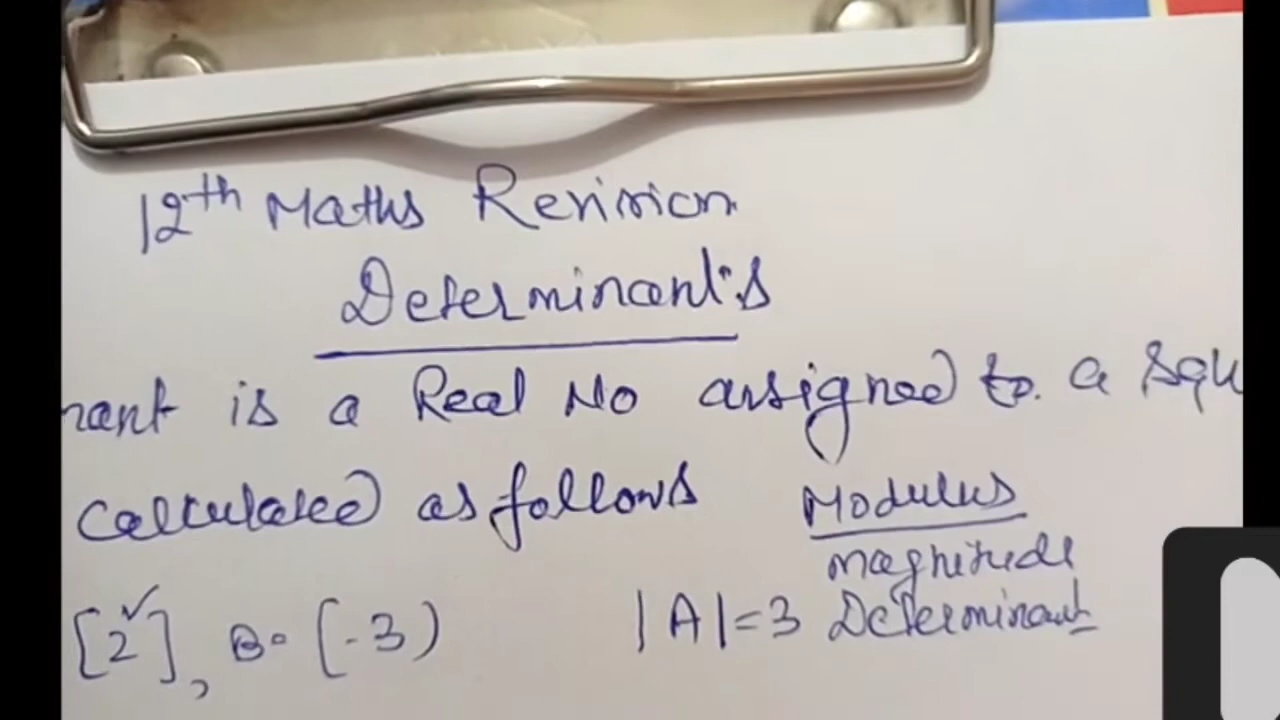 12th Maths Revision
Determinant's
nant is a Real No assigned to a squ
calculated as follows
Modulus
magnitude
[2], B= [-3)
|A|=3 Determinant